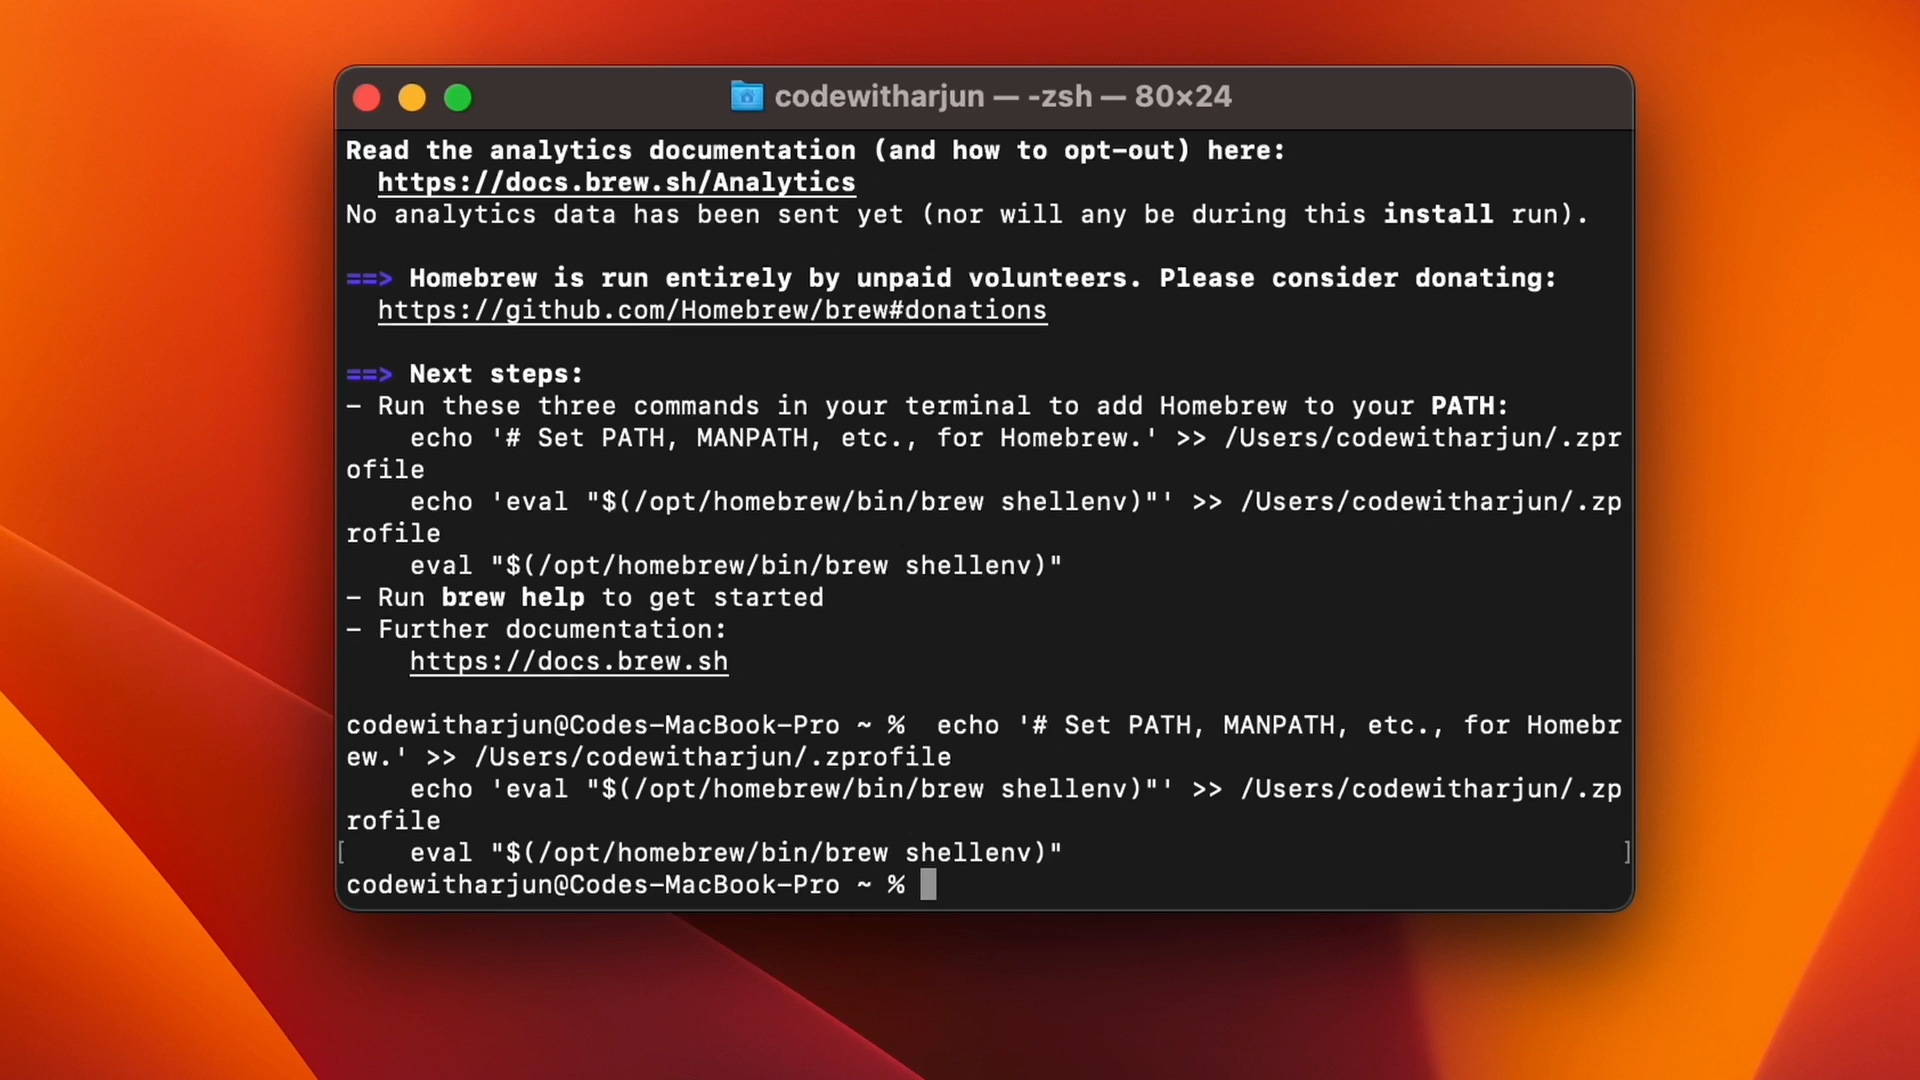 codewitharjun — -zsh — 80×24
Read the analytics documentation (and how to opt-out) here:
https://docs.brew.sh/Analytics
No analytics data has been sent yet (nor will any be during this install run).
==> Homebrew is run entirely by unpaid volunteers. Please consider donating:
https://github.com/Homebrew/brew#donations
==> Next steps:
- Run these three commands in your terminal to add Homebrew to your PATH:
echo '# Set PATH, MANPATH, etc., for Homebrew.' >> /Users/codewitharjun/.zpr
ofile
echo 'eval "$(/opt/homebrew/bin/brew shellenv)"' >> /Users/codewitharjun/.zp
rofile
eval "$(/opt/homebrew/bin/brew shellenv)"
- Run brew help to get started
- Further documentation:
https://docs.brew.sh
codewitharjun@Codes-MacBook-Pro ~ %  echo '# Set PATH, MANPATH, etc., for Homebr
ew.' >> /Users/codewitharjun/.zprofile
echo 'eval "$(/opt/homebrew/bin/brew shellenv)"' >> /Users/codewitharjun/.zp
rofile
[    eval "$(/opt/homebrew/bin/brew shellenv)" ]
codewitharjun@Codes-MacBook-Pro ~ %